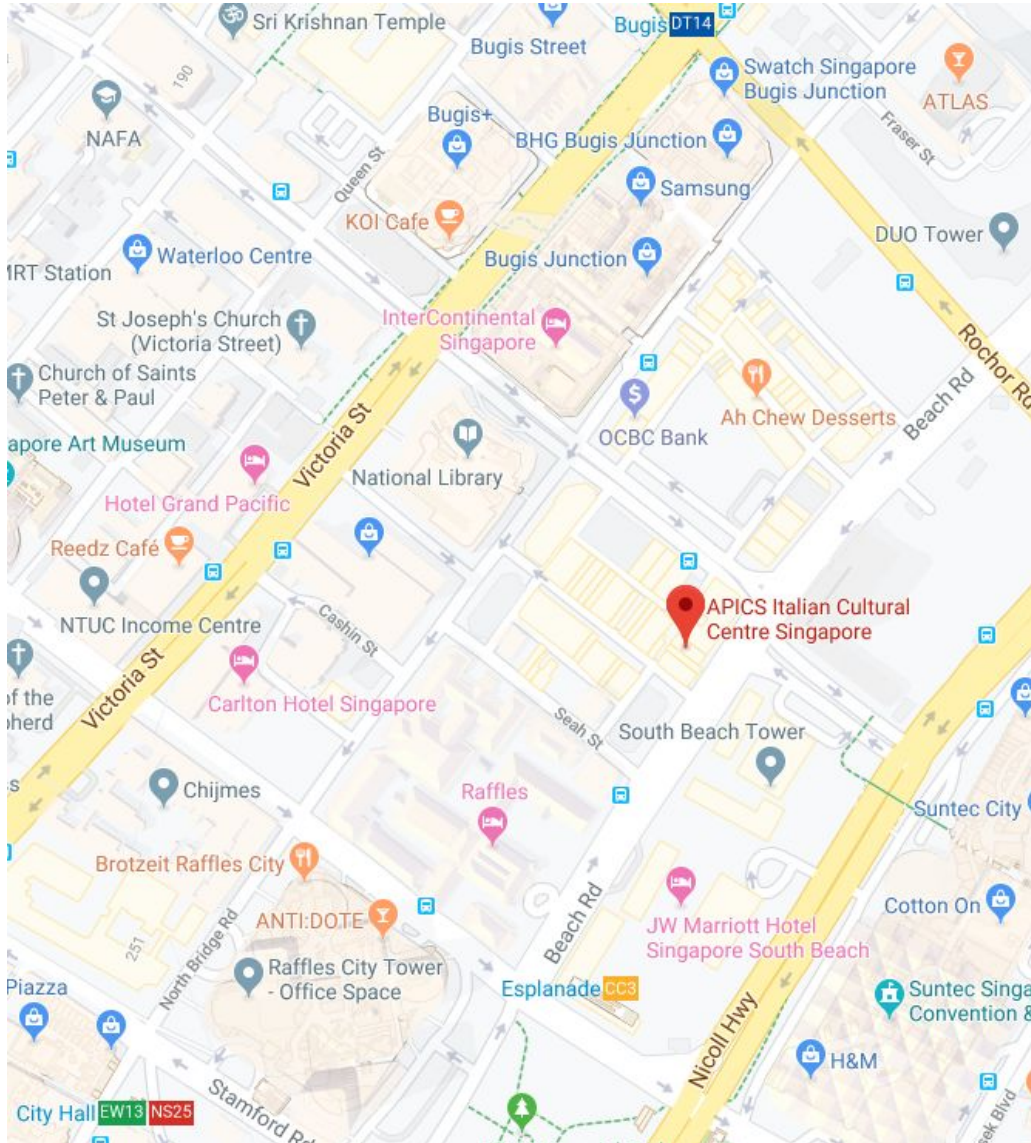 Sri Krishnan Temple
Bugis DT14
Bugis Street
Swatch Singapore
Bugis Junction
ATLAS
190
NAFA
Bugis+
BHG Bugis Junction
Fraser St
Queen St
Samsung
KOI Cafe
DUO Tower
Waterloo Centre
Bugis Junction
MRT Station
St Joseph's Church
(Victoria Street)
InterContinental
Singapore
Rochor Rd
Church of Saints
Peter & Paul
Ah Chew Desserts
Beach Rd
OCBC Bank
apore Art Museum
Victoria St
National Library
Hotel Grand Pacific
Reedz Café
NTUC Income Centre
Cashin St
APICS Italian Cultural
Centre Singapore
of the
pherd
Victoria St
Carlton Hotel Singapore
Seah St
South Beach Tower
ss
Chijmes
Raffles
Suntec City
Brotzeit Raffles City
ANTI:DOTE
Beach Rd
JW Marriott Hotel
Singapore South Beach
Cotton On
251
North Bridge Rd
Raffles City Tower
- Office Space
Esplanade CC3
Piazza
Nicoll Hwy
Suntec Singa
Convention &
H&M
City Hall EW13 NS25
Stamford Rd
ek Blvd